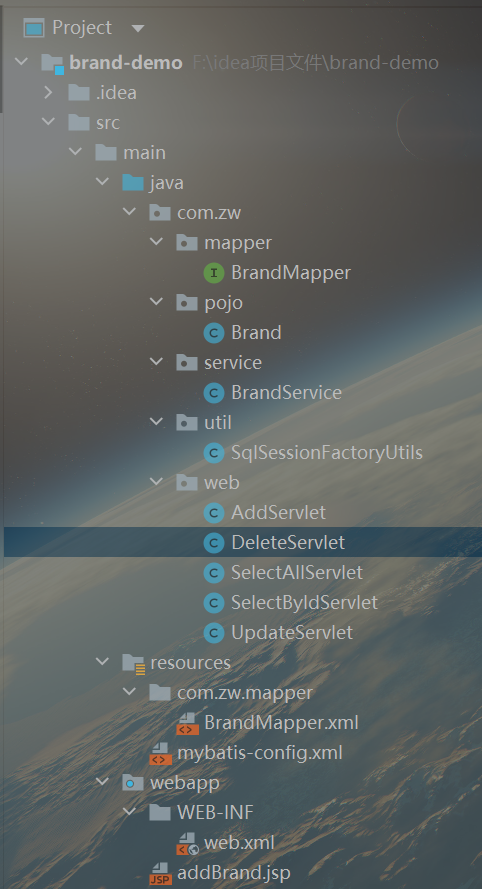 Project
brand-demo F:\idea项目文件\brand-demo
.idea
src
main
java
com.zw
mapper
I BrandMapper
pojo
C Brand
service
C BrandService
util
C SqlSessionFactoryUtils
web
C AddServlet
C DeleteServlet
C SelectAllServlet
C SelectByIdServlet
C UpdateServlet
resources
com.zw.mapper
BrandMapper.xml
mybatis-config.xml
webapp
WEB-INF
web.xml
JSP addBrand.jsp